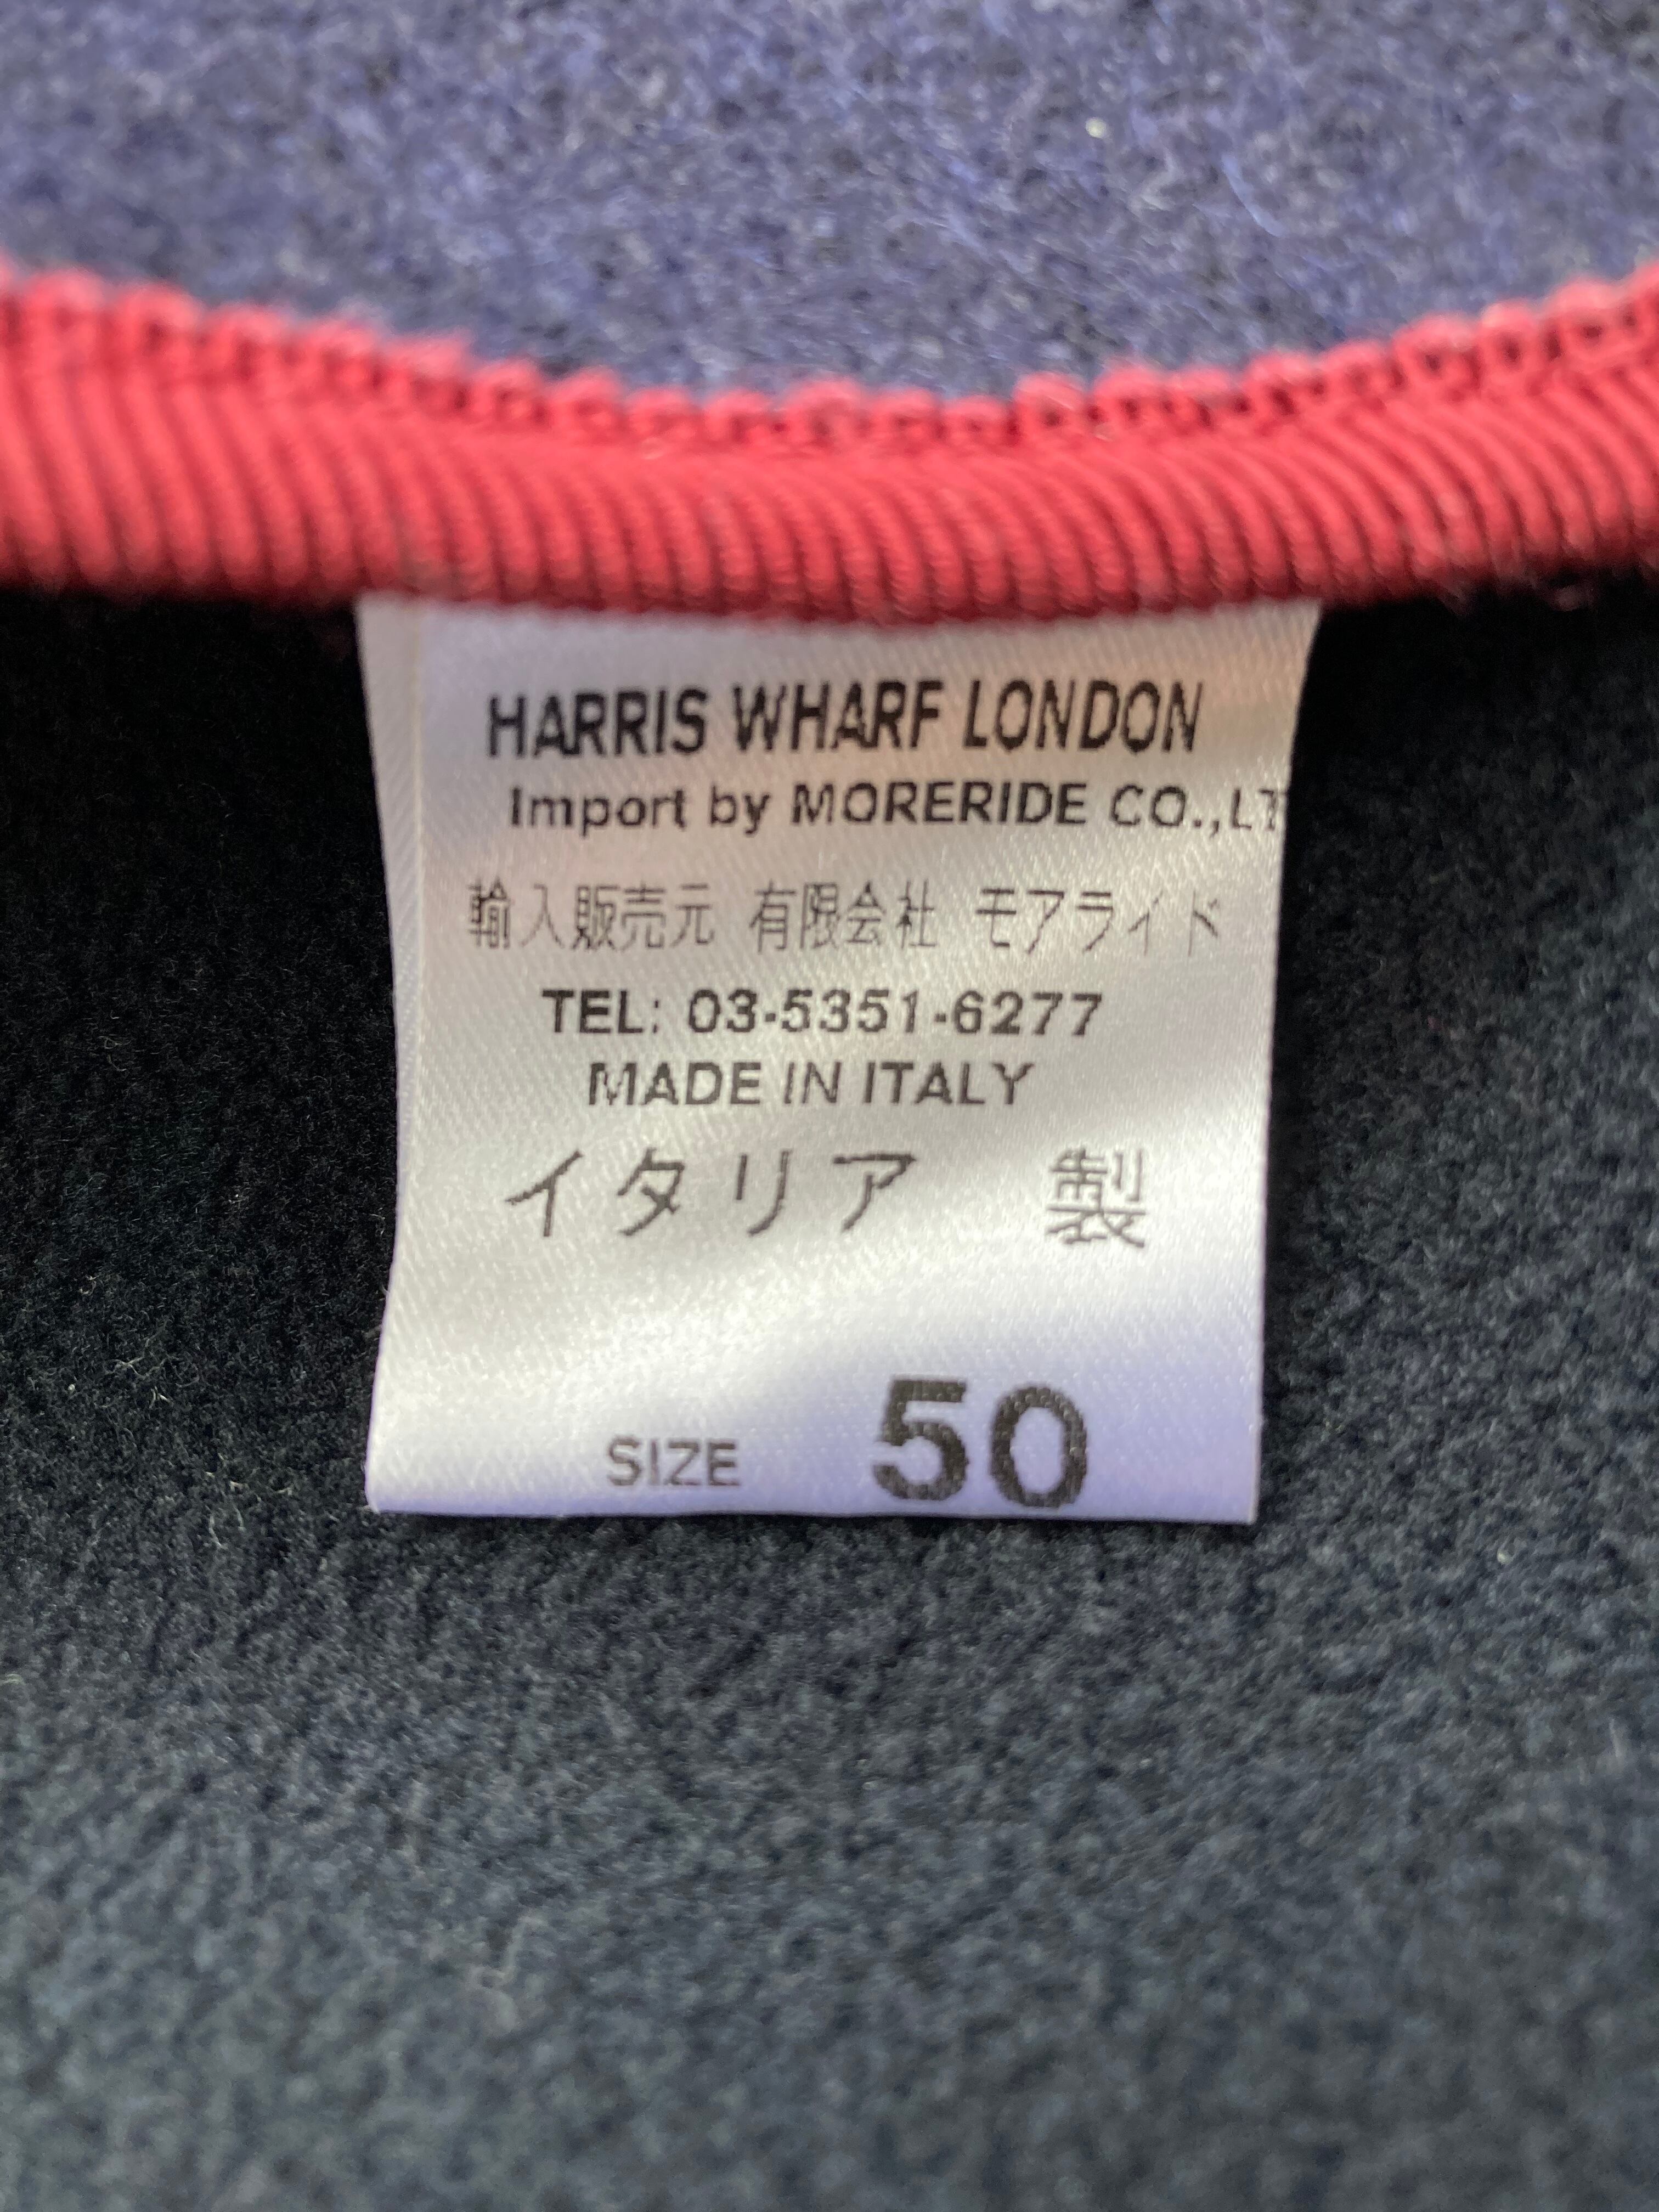 HARRIS WHARF LONDON
Import by MORERIDE CO.,LT
輸入販売元 有限会社 モアライド
TEL: 03-5351-6277
MADE IN ITALY
イタリア 製
SIZE 50